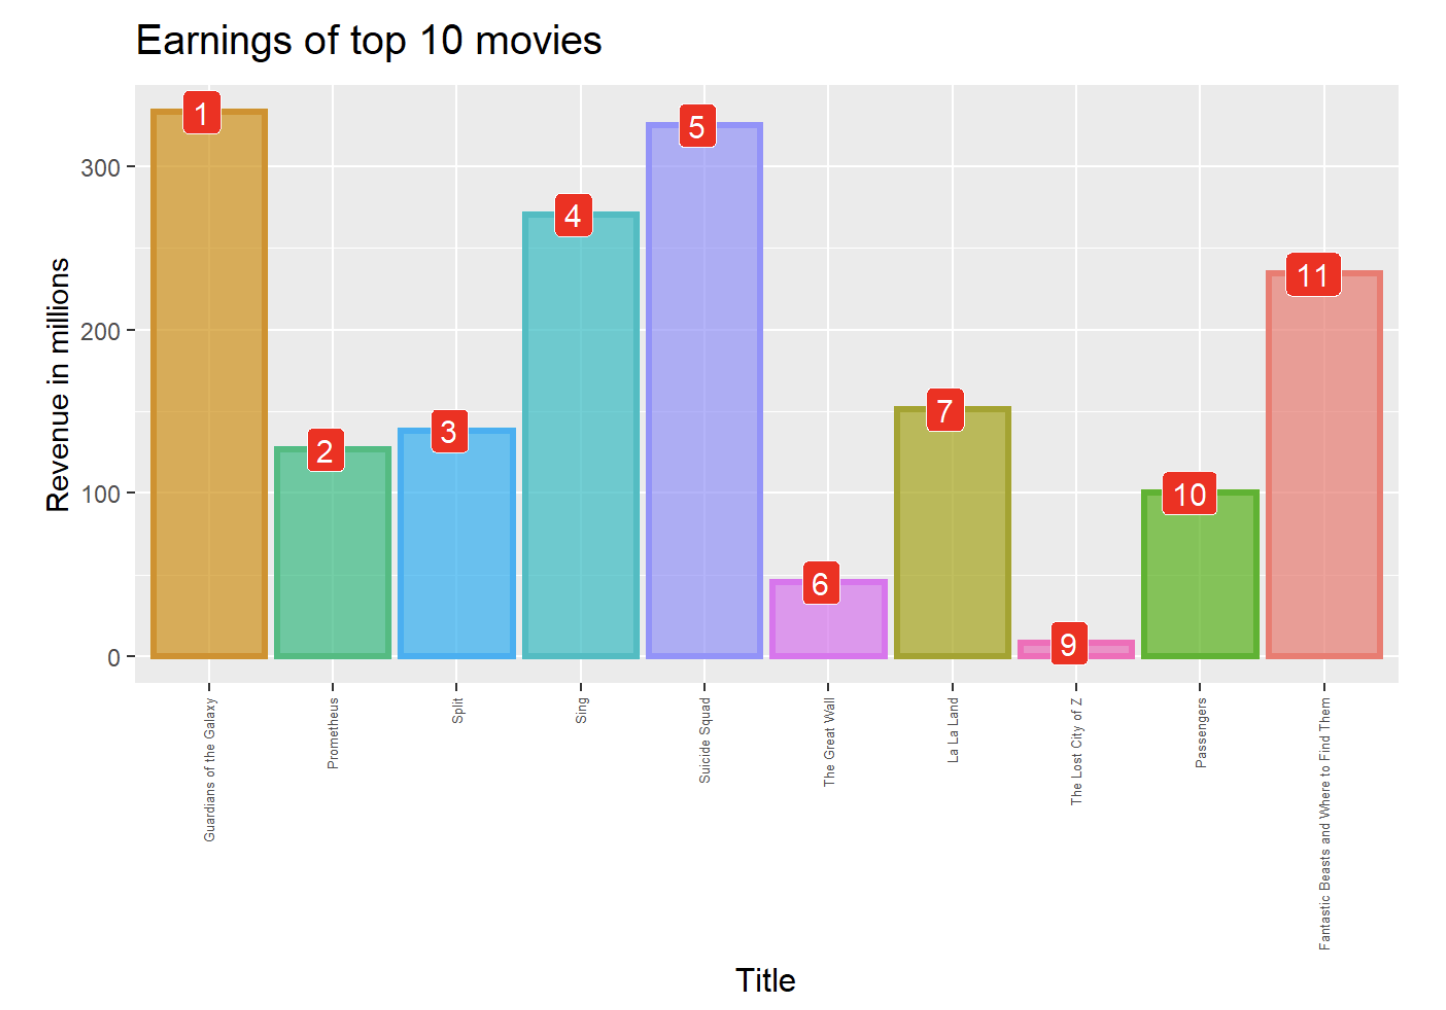 Earnings of top 10 movies
Revenue in millions
300
200
100
0
1
2
3
4
5
6
7
9
10
11
Guardians of the Galaxy
Prometheus
Split
Sing
Suicide Squad
The Great Wall
La La Land
The Lost City of Z
Passengers
Fantastic Beasts and Where to Find Them
Title